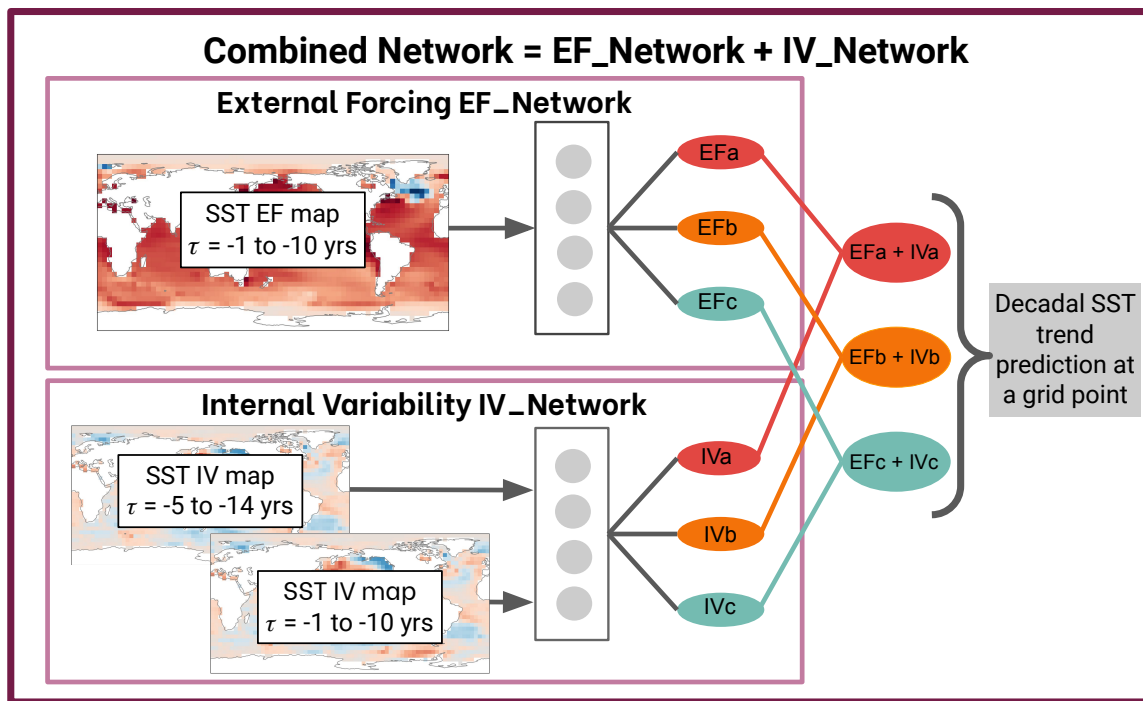 Combined Network = EF_Network + IV_Network
External Forcing EF_Network
SST EF map
τ = -1 to -10 yrs
EFa
EFb
EFc
Internal Variability IV_Network
SST IV map
τ = -5 to -14 yrs
SST IV map
τ = -1 to -10 yrs
IVa
IVb
IVc
EFa + IVa
EFb + IVb
EFc + IVc
Decadal SST
trend
prediction at
a grid point